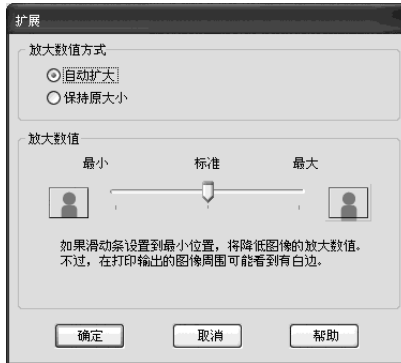 扩展
放大数值方式
自动扩大
保持原大小
放大数值
最小 标准 最大
如果滑动条设置到最小位置，将降低图像的放大数值。
不过，在打印输出的图像周围可能看到有白边。
确定 取消 帮助